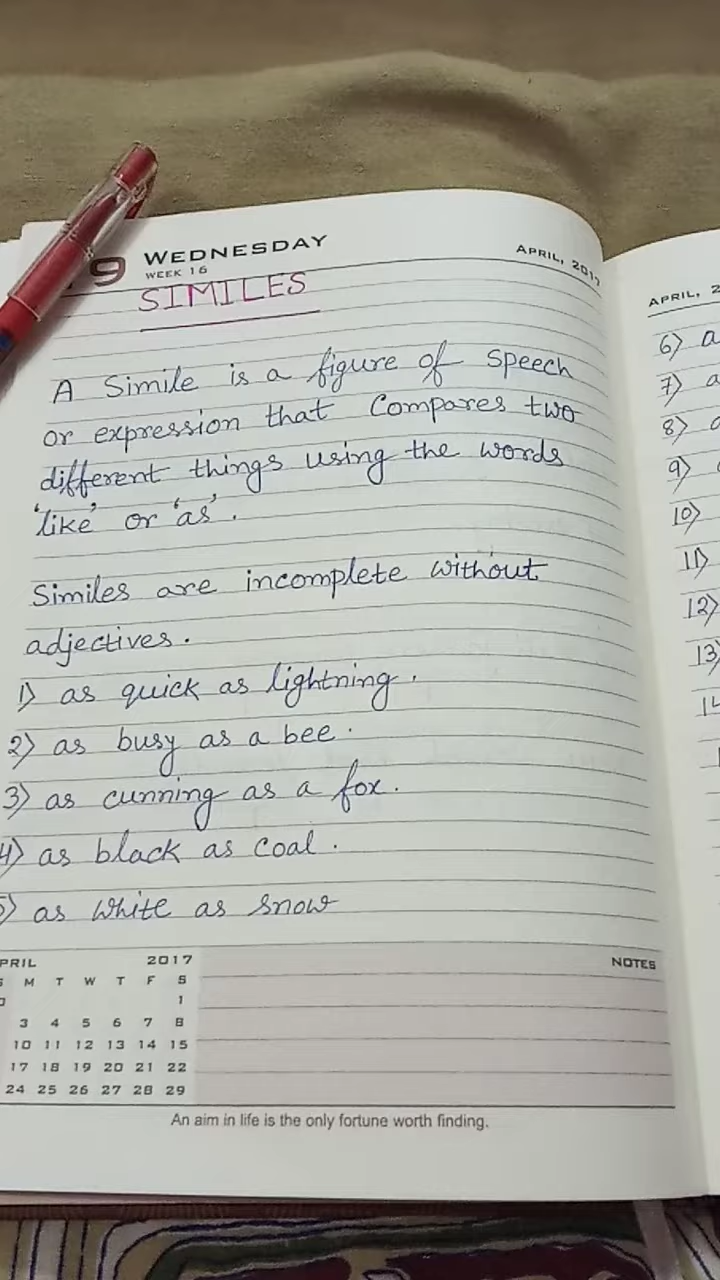 9 WEDNESDAY
WEEK 16
APRIL, 2017
SIMILES
A Simile is a figure of speech
or expression that Compares two
different things using the words
'like' or 'as'.
Similes are incomplete without
adjectives.
1) as quick as lightning.
2) as busy as a bee.
3) as cunning as a fox.
4) as black as coal.
5) as white as snow
PRIL 2017
S M T W T F S
1
3 4 5 6 7 8
10 11 12 13 14 15
17 18 19 20 21 22
24 25 26 27 28 29
NOTES
An aim in life is the only fortune worth finding.
APRIL, 2
6) a
7) a
8)
9)
10)
11)
12)
13)
14